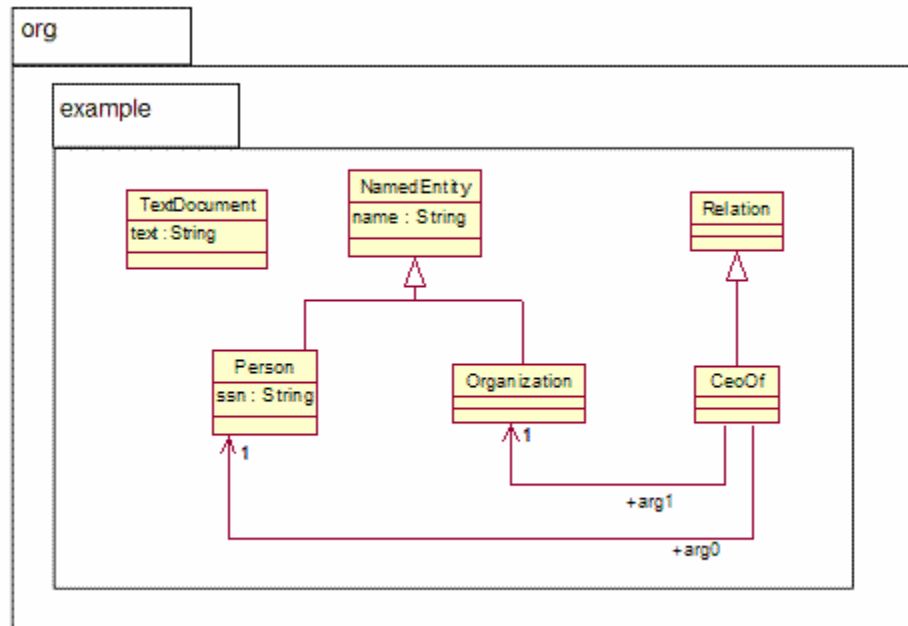 org
example
TextDocument
text : String
NamedEntity
name : String
Relation
Person
ssn : String
Organization
CeoOf
1
1
+arg1
+arg0